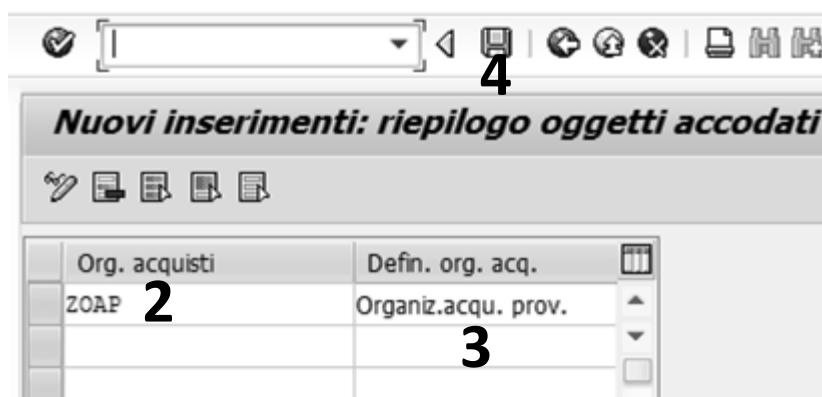 4
Nuovi inserimenti: riepilogo oggetti accodati
Org. acquisti Defin. org. acq.
ZOAP 2 Organiz.acqu. prov.
3